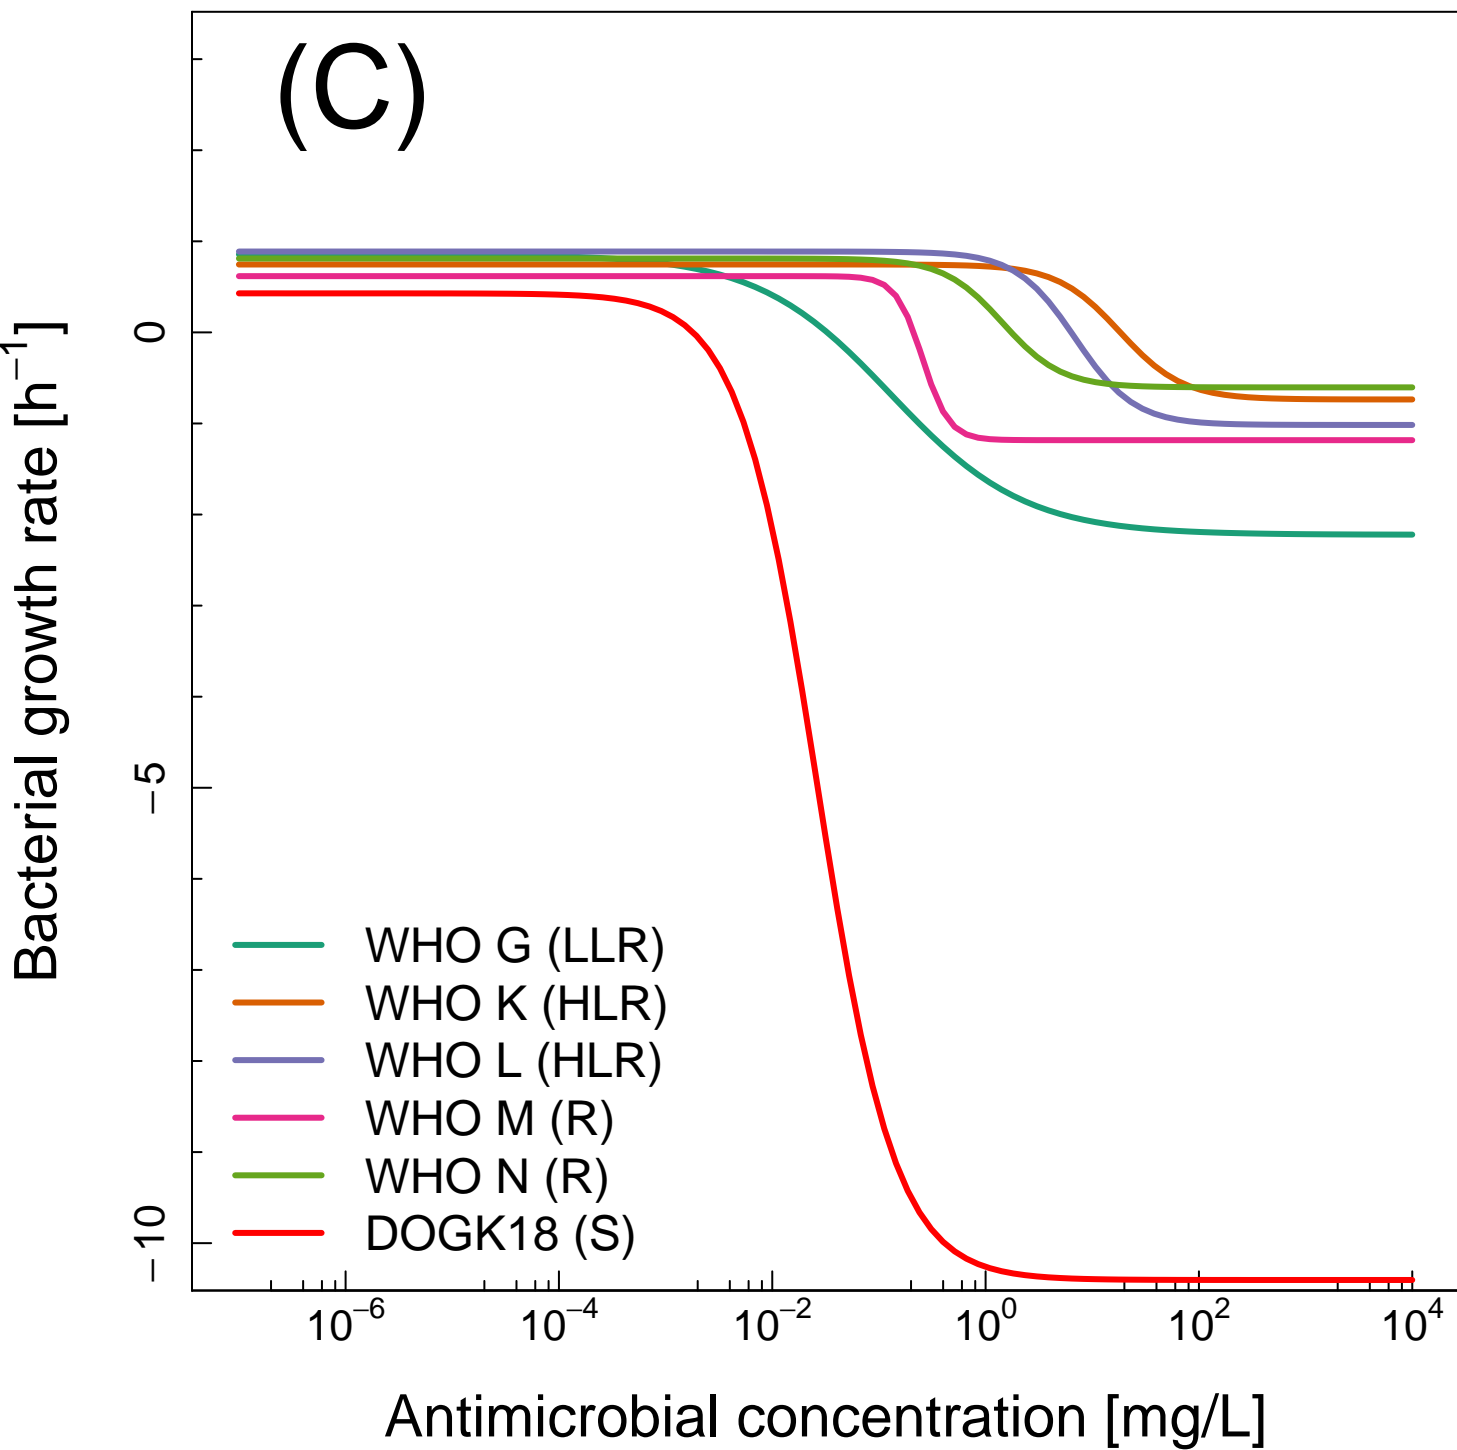 (C)
Bacterial growth rate [h⁻¹]
0
−5
−10
WHO G (LLR)
WHO K (HLR)
WHO L (HLR)
WHO M (R)
WHO N (R)
DOGK18 (S)
10⁻⁶ 10⁻⁴ 10⁻² 10⁰ 10² 10⁴
Antimicrobial concentration [mg/L]